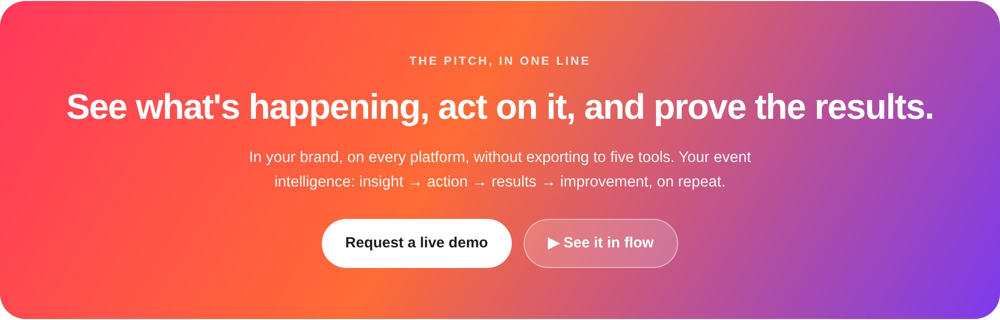 THE PITCH, IN ONE LINE
See what's happening, act on it, and prove the results.
In your brand, on every platform, without exporting to five tools. Your event
intelligence: insight → action → results → improvement, on repeat.
Request a live demo
▶ See it in flow